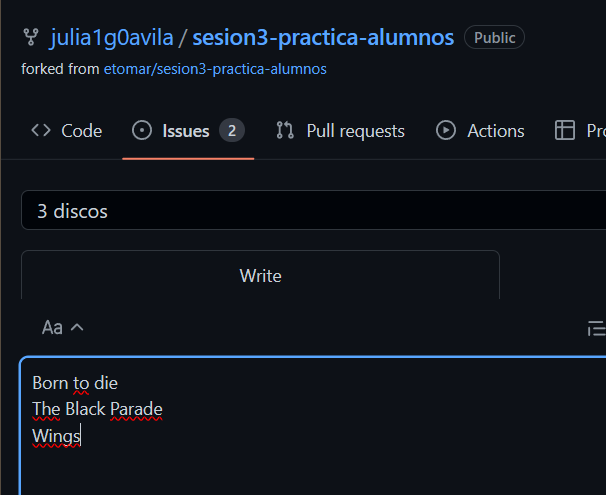 julia1g0avila / sesion3-practica-alumnos Public
forked from etomar/sesion3-practica-alumnos
Code Issues 2 Pull requests Actions
3 discos
Write
Aa
Born to die
The Black Parade
Wings